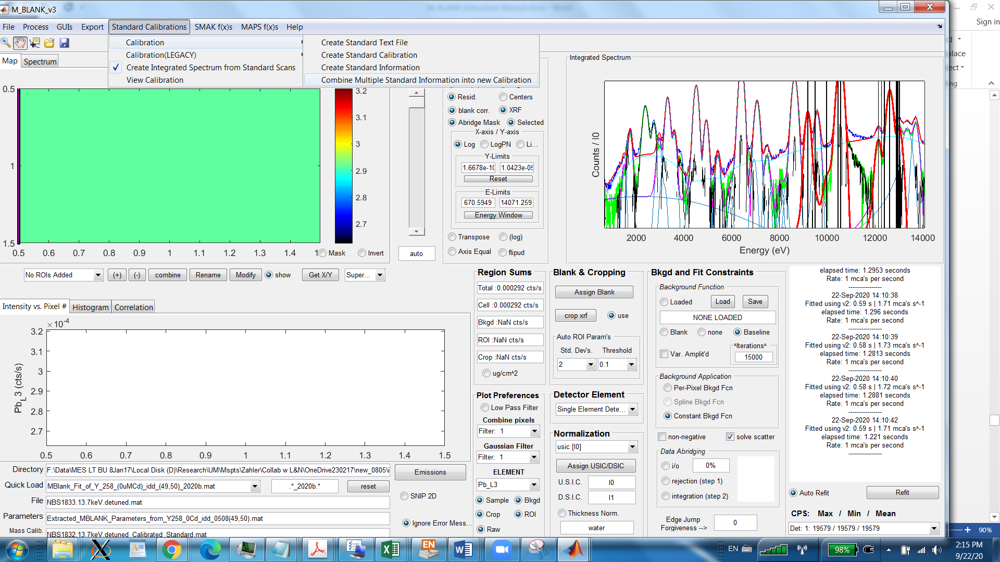 M_BLANK_v3
Sign in
File Process GUIs Export Standard Calibrations SMAK f(x)s MAPS f(x)s Help
Calibration
Calibration(LEGACY)
Create Integrated Spectrum from Standard Scans
View Calibration
Create Standard Text File
Create Standard Calibration
Create Standard Information
Combine Multiple Standard Information into new Calibration
Map Spectrum
0.5
1
1.5
0.5 0.6 0.7 0.8 0.9 1 1.1 1.2 1.3 1.4
3.2
3.1
3
2.9
2.8
2.7
Mask Invert
auto
Resid. Centers
blank corr. XRF
Abridge Mask Selected
X-axis / Y-axis
Log LogPN Li...
Y-Limits
1.6678e-10 1.0423e-05
Reset
E-Limits
670.5949 14071.259
Energy Window
Transpose (log)
Axis Equal flipud
Integrated Spectrum
Counts / I0
2000 4000 6000 8000 10000 12000 14000
Energy (eV)
No ROIs Added (+) (-) combine Rename Modify show Get X/Y Super...
Intensity vs. Pixel # Histogram Correlation
×10^-4
3.2
3.1
3
2.9
2.8
2.7
Pb_L3 (cts/s)
0.5 0.6 0.7 0.8 0.9 1 1.1 1.2 1.3 1.4 1.5
Directory F:\Data\MES LT BU 8Jan17\Local Disk (D)\Research\UM\Mspts\Zahler\Collab w L&N\OneDrive230217\new_0805\i
Quick Load MBlank_Fit_of_Y_258_(0uMCd)_idd_(49,50)_2020b.mat .*_2020b.* reset
File NBS1833.13.7keV.detuned.mat
Parameters Extracted_MBLANK_Parameters_from_Y258_0Cd_idd_0508(49,50).mat
Mass Calib. NBS1832.13.7keV.detuned_Calibrated_Standard.mat
Emissions
SNIP 2D
Ignore Error Mess...
Region Sums
Total :0.000292 cts/s
Cell :0.000292 cts/s
Bkgd :NaN cts/s
ROI :NaN cts/s
Crop :NaN cts/s
ug/cm^2
Plot Preferences
Low Pass Filter
Combine pixels
Filter: 1
Gaussian Filter
Filter: 1
ELEMENT
Pb_L3
Sample Bkgd
Crop ROI
Raw
Blank & Cropping
Assign Blank
crop xrf use
Auto ROI Param's
Std. Dev's. Threshold
2 0.1
Detector Element
Single Element Dete...
Normalization
usic [I0]
Assign USIC/DSIC
U.S.I.C. I0
D.S.I.C. I1
Thickness Norm.
water
Bkgd and Fit Constraints
Background Function
Loaded Load Save
NONE LOADED
Blank none Baseline
Var. Amplit'd
^Iterations^
15000
Background Application
Per-Pixel Bkgd Fcn
Spline Bkgd Fcn
Constant Bkgd Fcn
non-negative solve scatter
Data Abridging
i/o 0%
rejection (step 1)
integration (step 2)
Edge Jump
Forgiveness --> 0
elapsed time: 1.2953 seconds
Rate: 1 mca's per second
----------------
22-Sep-2020 14:10:38
Fitted using v2: 0.59 s | 1.71 mca's s^-1
elapsed time: 1.296 seconds
Rate: 1 mca's per second
----------------
22-Sep-2020 14:10:39
Fitted using v2: 0.58 s | 1.73 mca's s^-1
elapsed time: 1.2813 seconds
Rate: 1 mca's per second
----------------
22-Sep-2020 14:10:40
Fitted using v2: 0.58 s | 1.72 mca's s^-1
elapsed time: 1.2881 seconds
Rate: 1 mca's per second
----------------
22-Sep-2020 14:10:42
Fitted using v2: 0.59 s | 1.71 mca's s^-1
elapsed time: 1.221 seconds
Rate: 1 mca's per second
----------------
Auto Refit Refit
CPS: Max / Min / Mean
Det: 1: 19579 / 19579 / 19579
90%
EN
EN 98%
2:15 PM
9/22/20